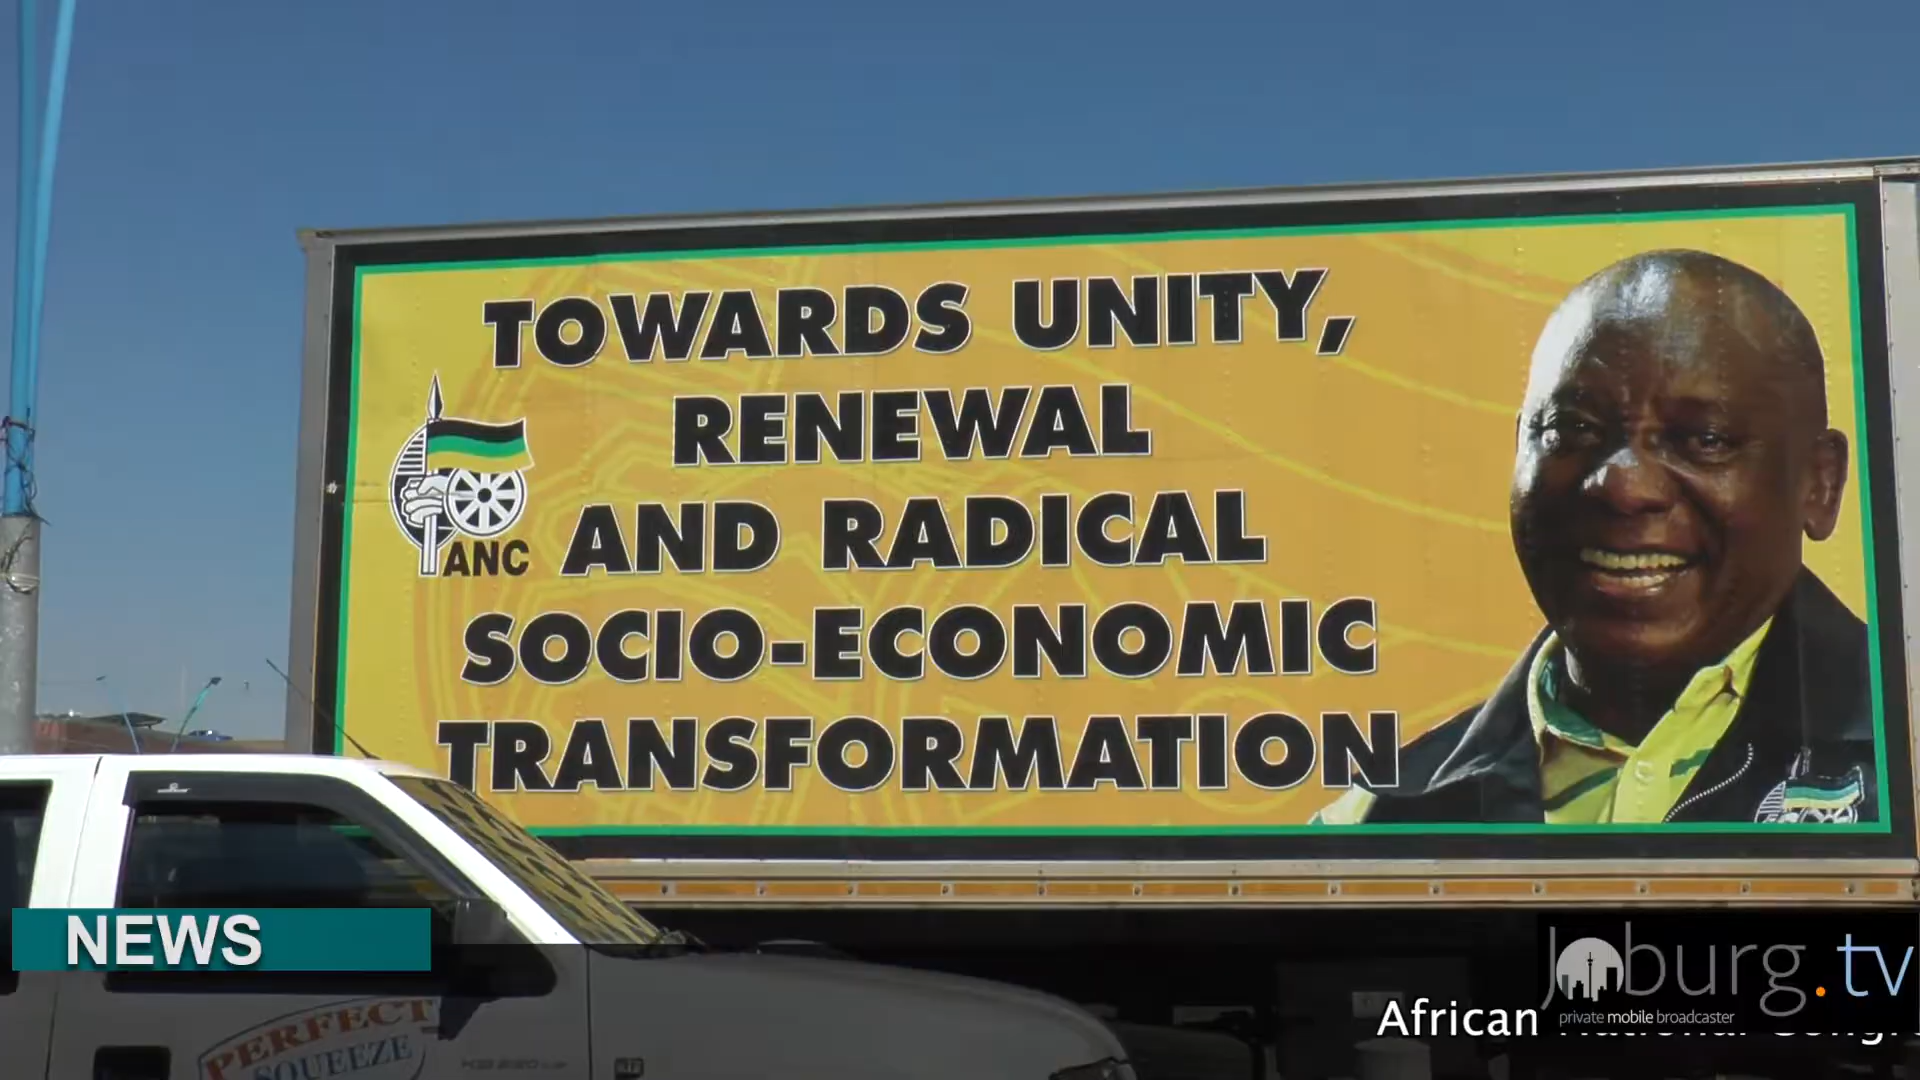 TOWARDS UNITY,
RENEWAL
AND RADICAL
SOCIO-ECONOMIC
TRANSFORMATION
ANC
NEWS
PERFECT
SQUEEZE
Joburg.tv
private mobile broadcaster
African